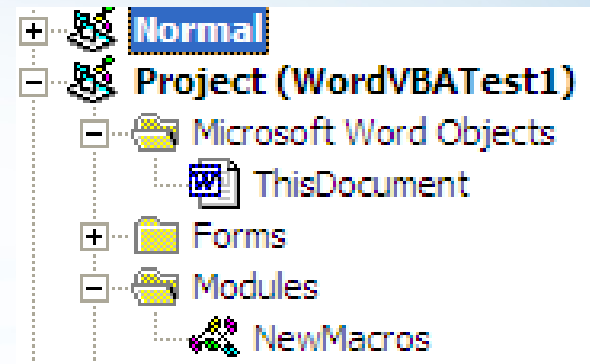 Normal
Project (WordVBATest1)
Microsoft Word Objects
ThisDocument
Forms
Modules
NewMacros